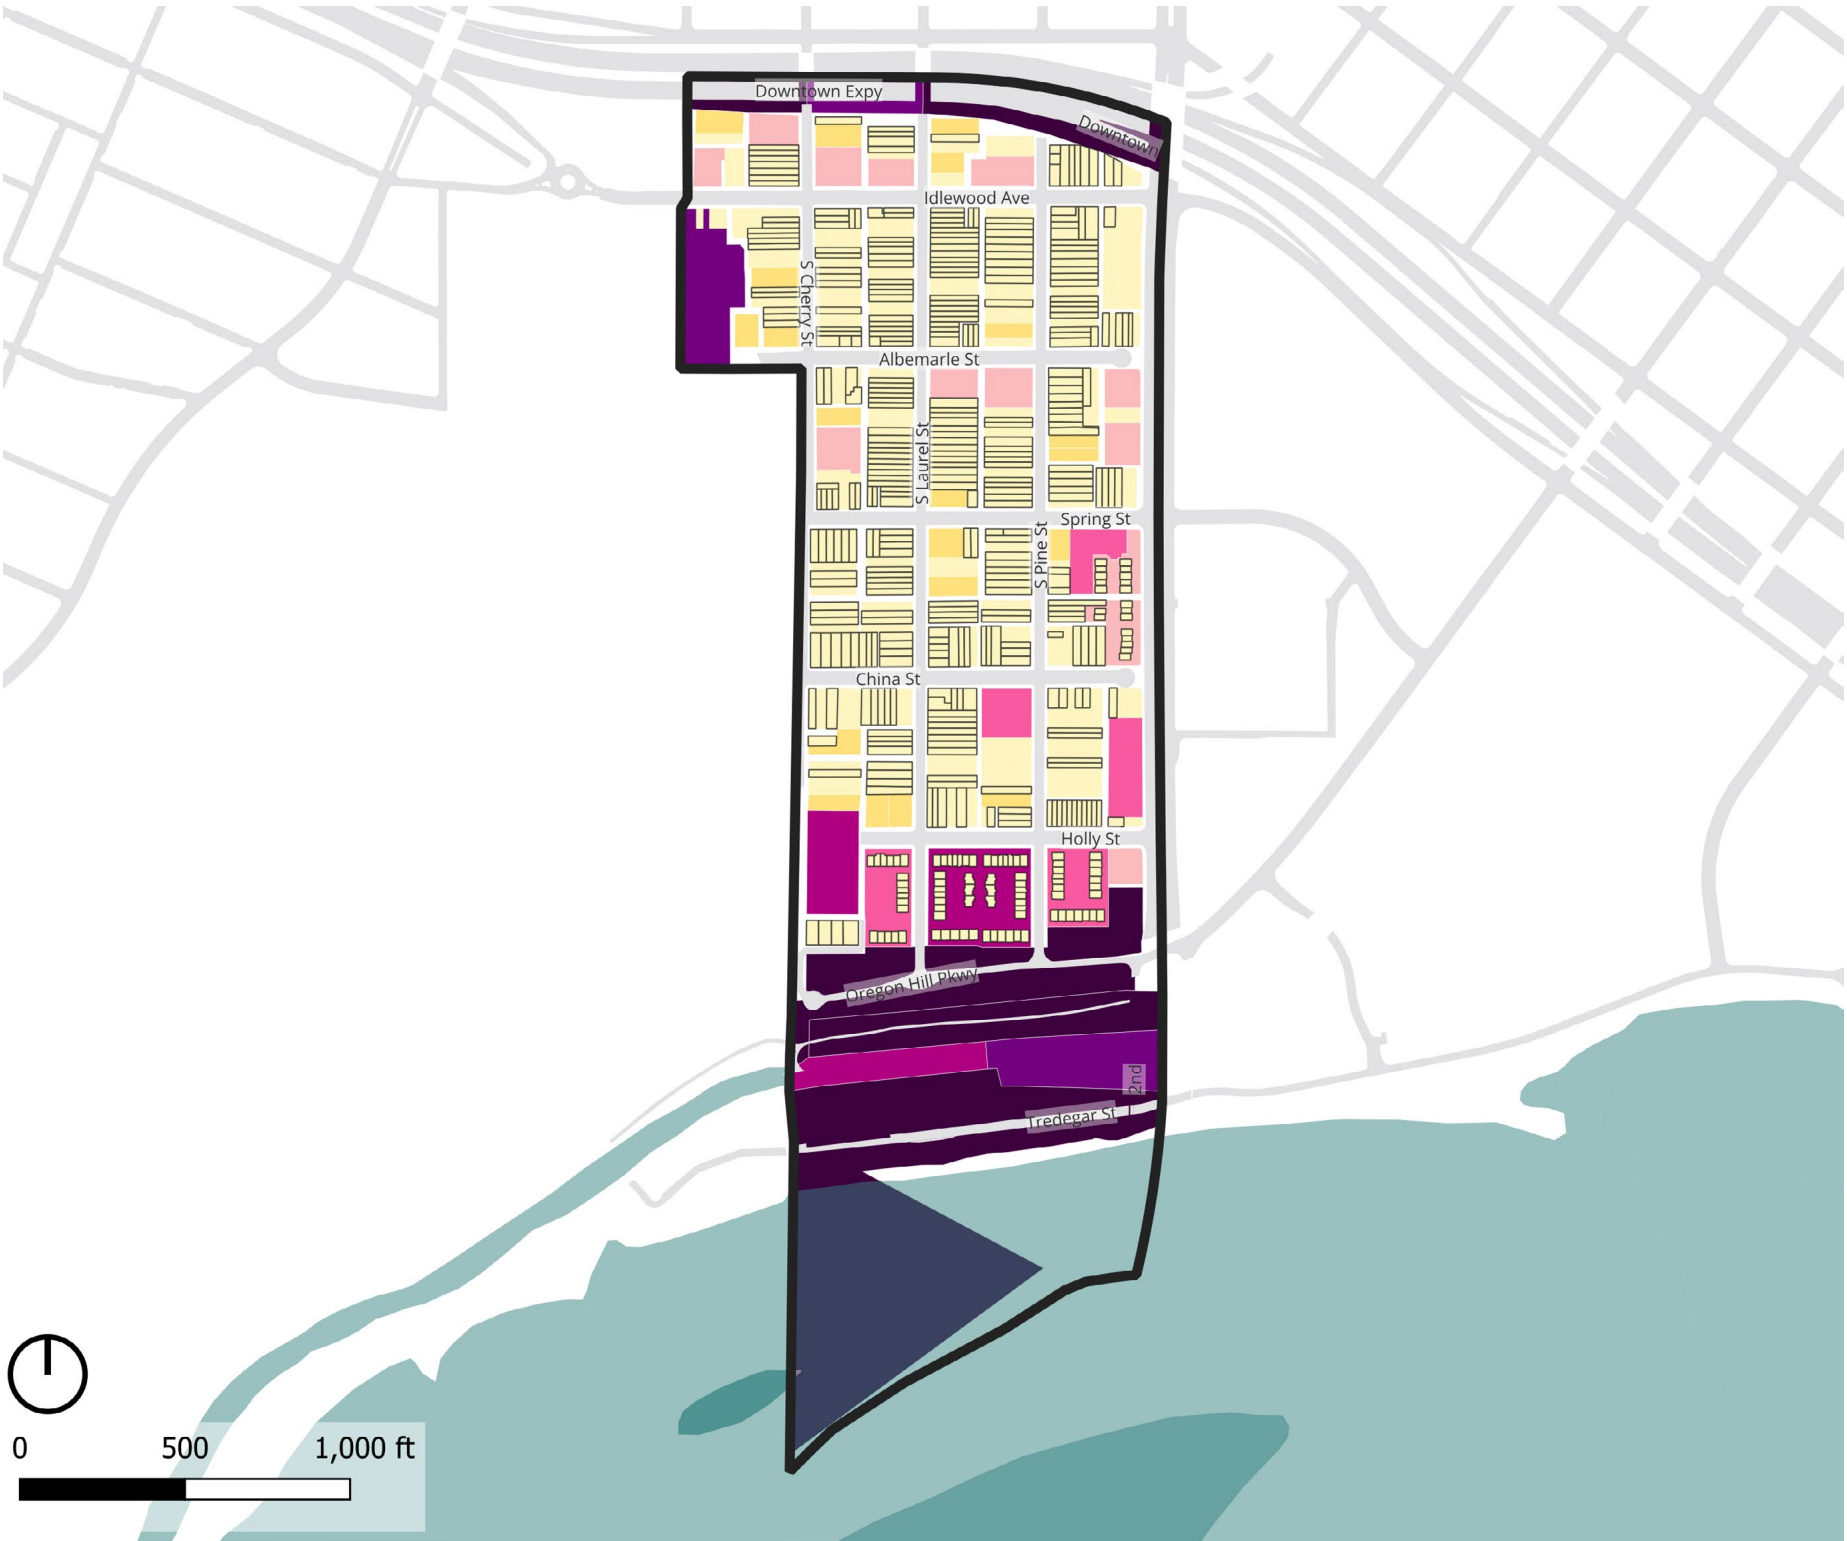 Downtown Expy
Downtown
Idlewood Ave
S Cherry St
Albemarle St
S Laurel St
Spring St
S Pine St
China St
Holly St
Oregon Hill Pkwy
2nd
Tredegar St
0 500 1,000 ft